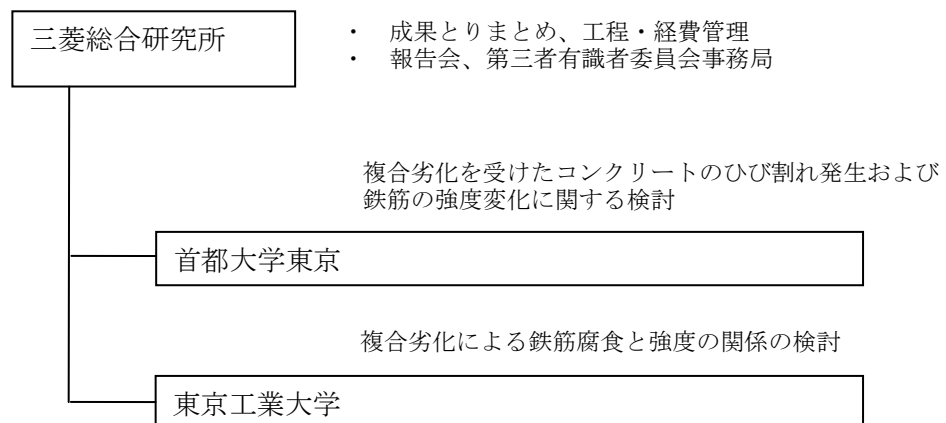 三菱総合研究所
・ 成果とりまとめ、工程・経費管理
・ 報告会、第三者有識者委員会事務局
複合劣化を受けたコンクリートのひび割れ発生および
鉄筋の強度変化に関する検討
首都大学東京
複合劣化による鉄筋腐食と強度の関係の検討
東京工業大学